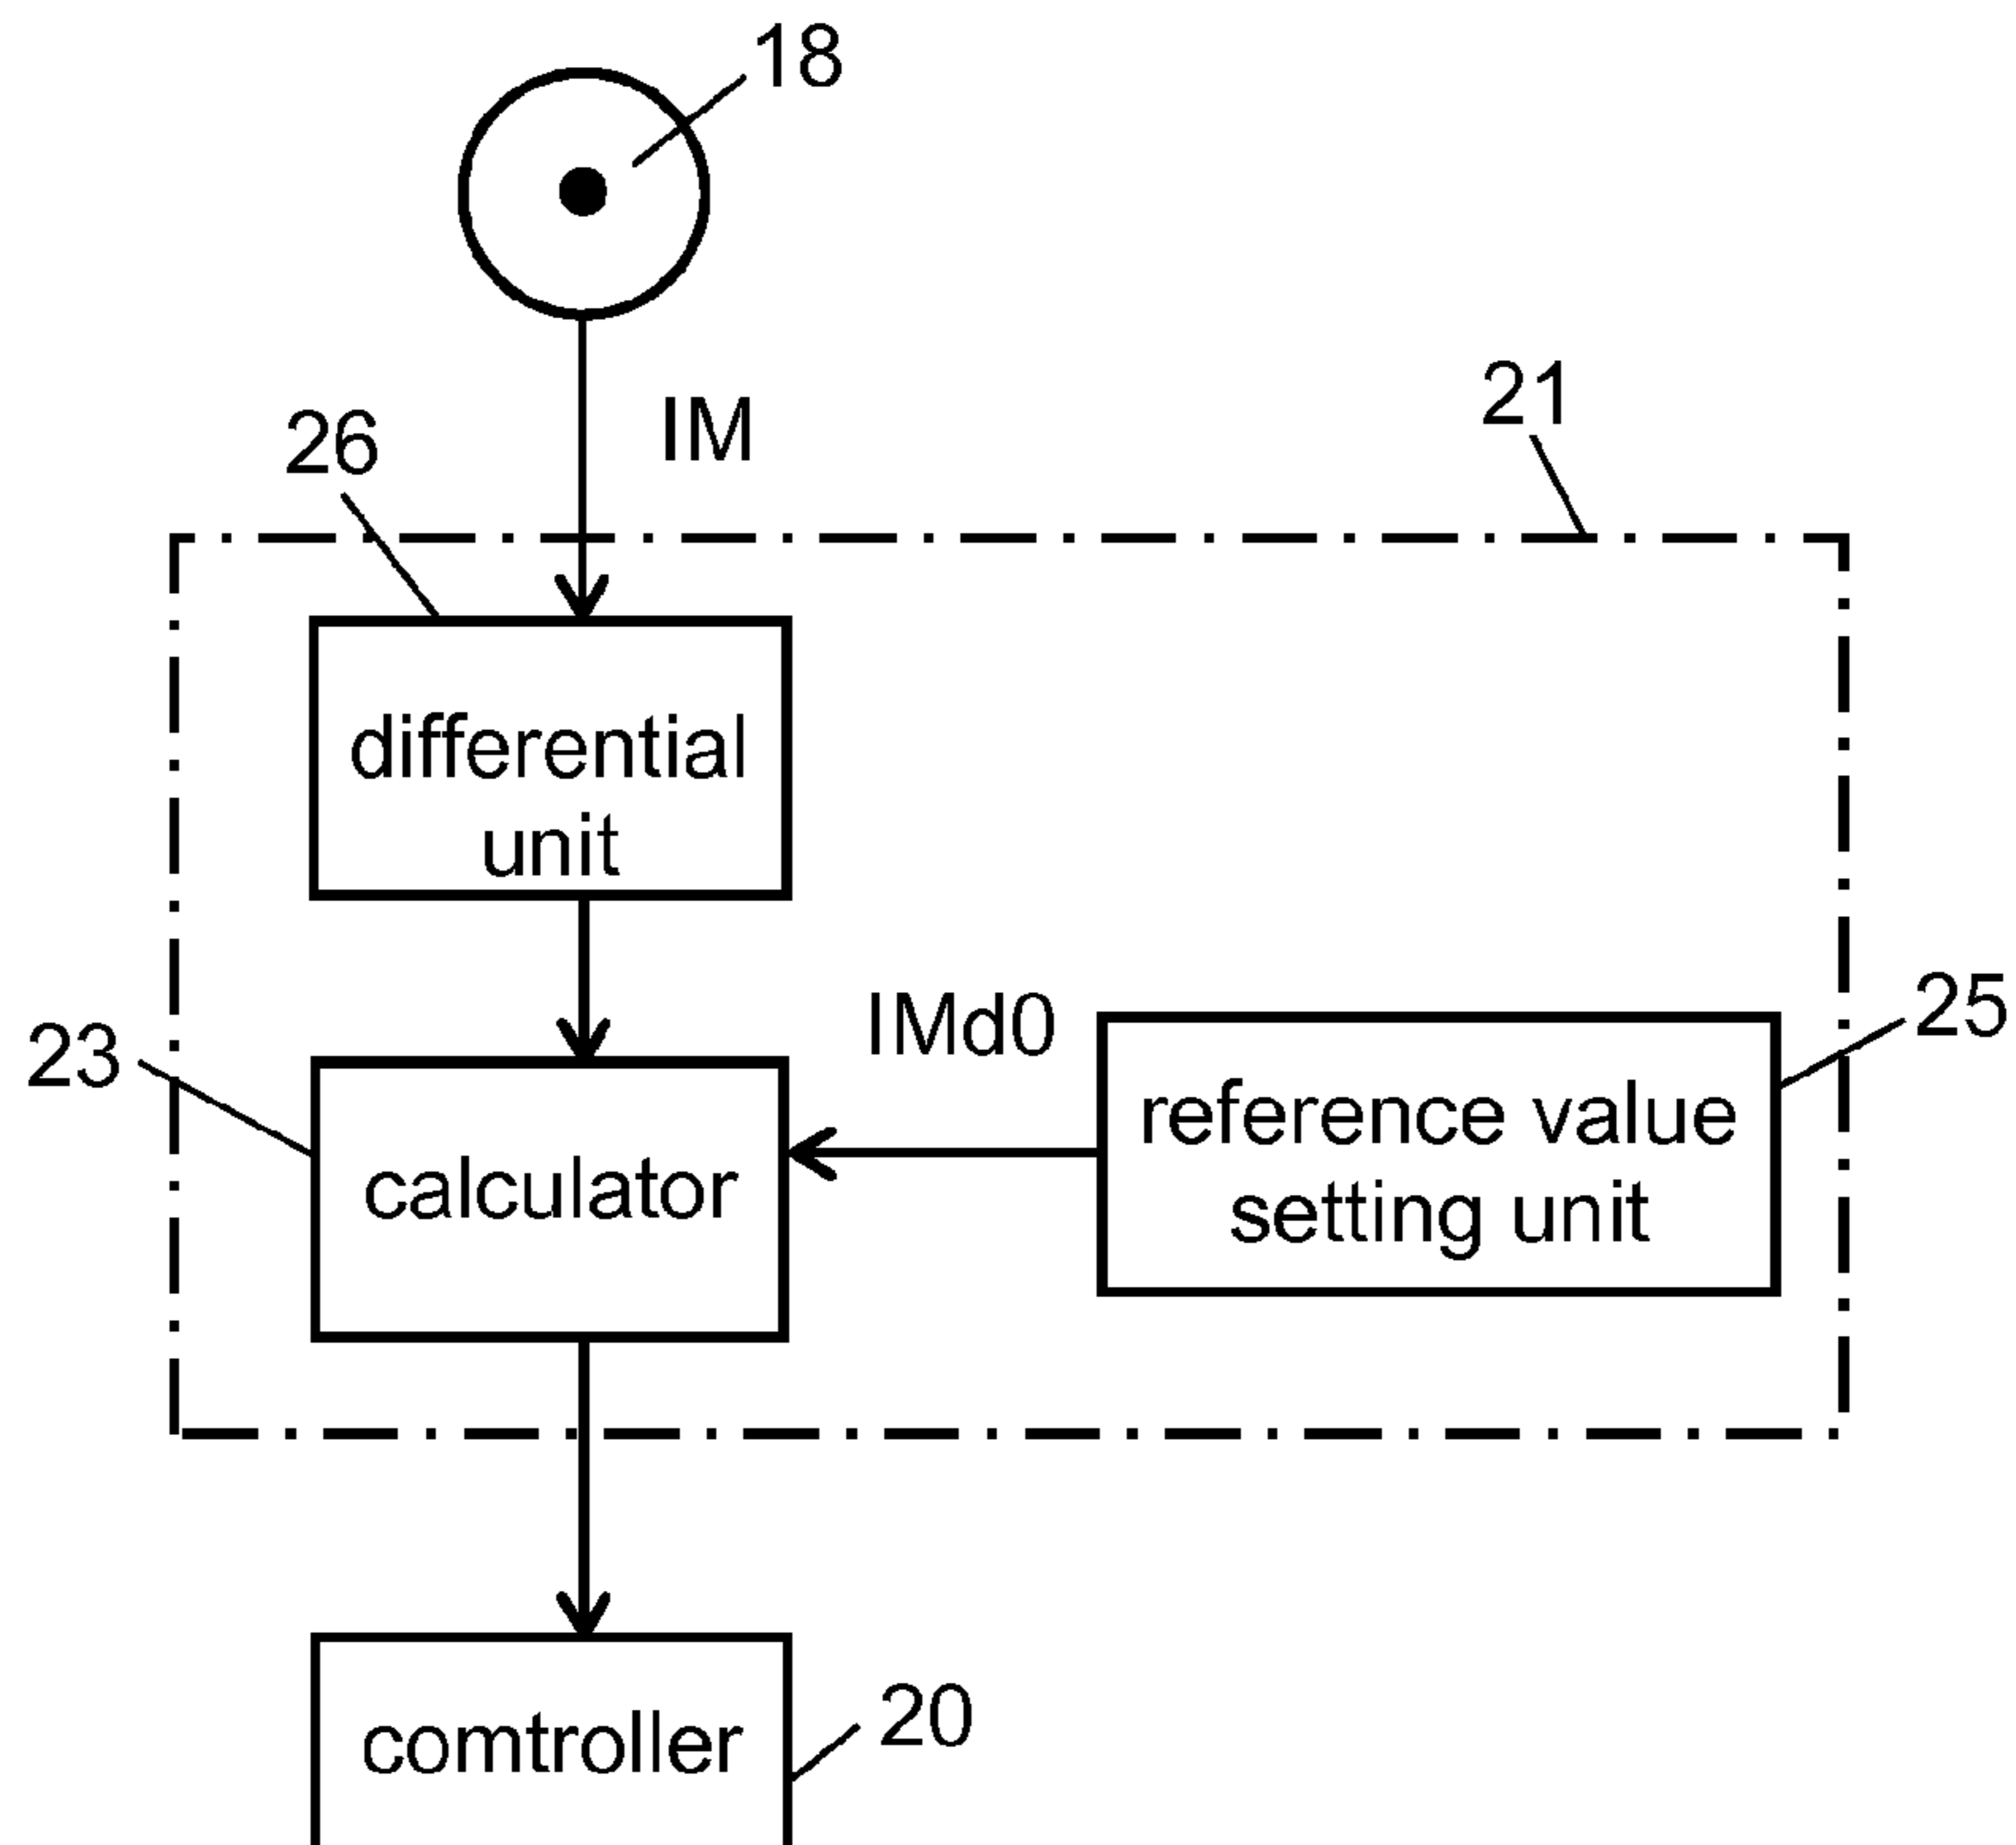 18
IM
26
21
differential
unit
IMd0
25
23
reference value
setting unit
calculator
20
comtroller